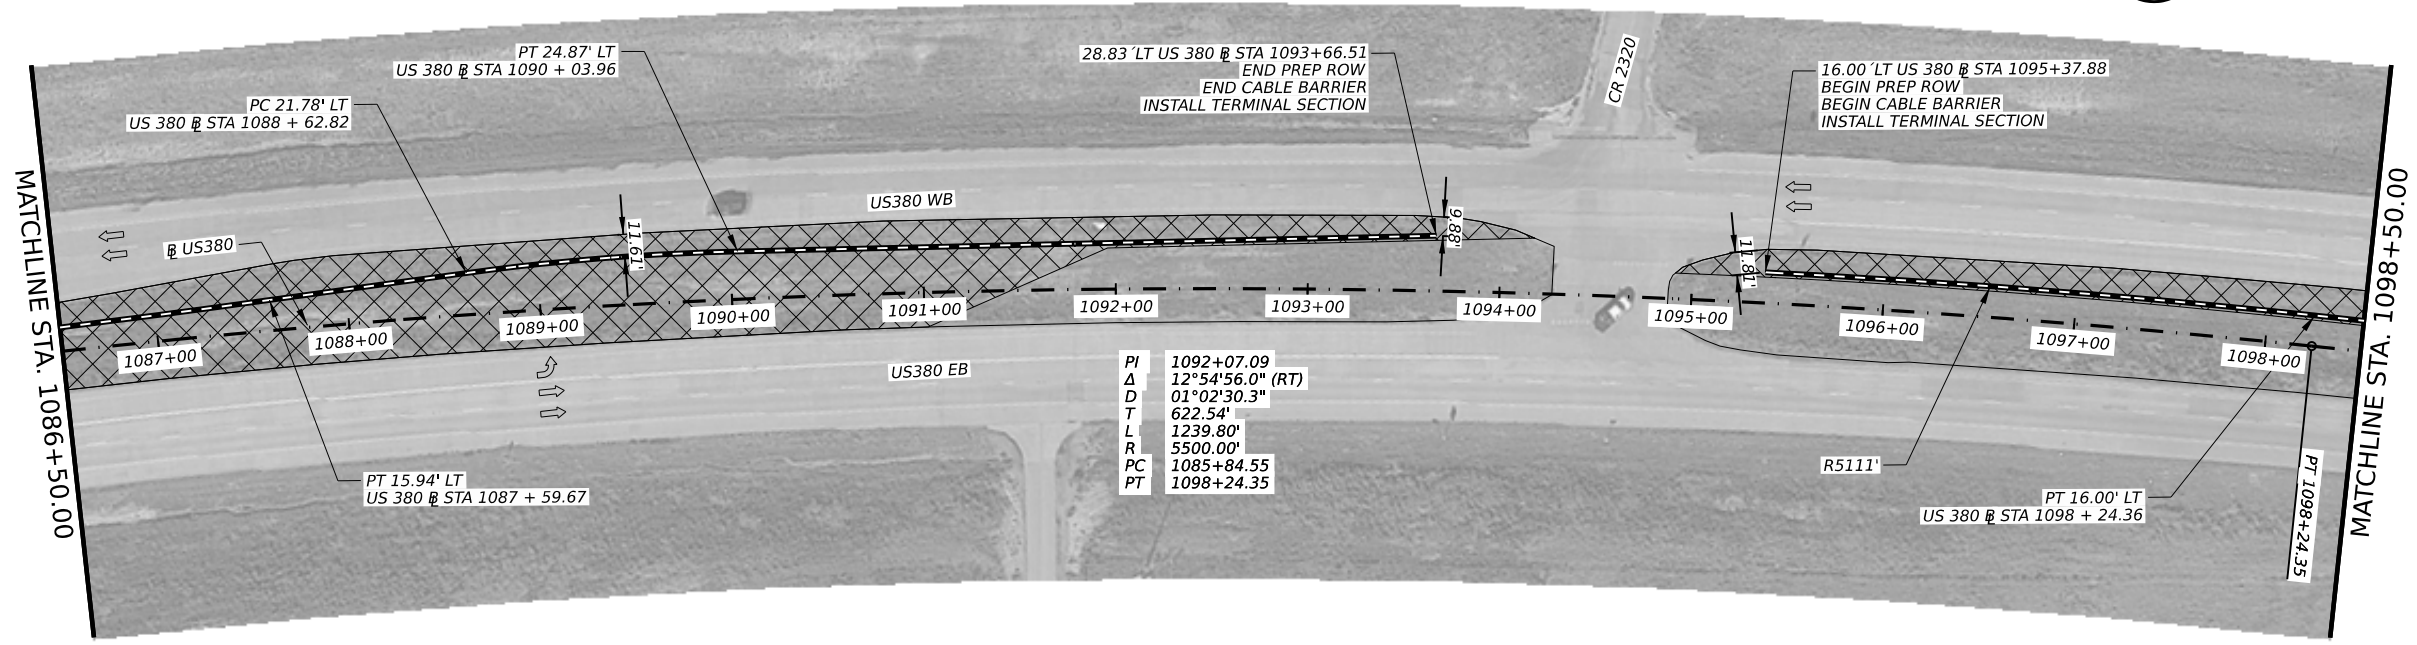 PT 24.87' LT
US 380 ⅊ STA 1090 + 03.96
PC 21.78' LT
US 380 ⅊ STA 1088 + 62.82
28.83´LT US 380 ⅊ STA 1093+66.51
END PREP ROW
END CABLE BARRIER
INSTALL TERMINAL SECTION
CR 2320
16.00´LT US 380 ⅊ STA 1095+37.88
BEGIN PREP ROW
BEGIN CABLE BARRIER
INSTALL TERMINAL SECTION
MATCHLINE STA. 1086+50.00
⅊ US380
US380 WB
11.61'
9.88'
11.81'
1087+00
1088+00
1089+00
1090+00
1091+00
1092+00
1093+00
1094+00
1095+00
1096+00
1097+00
1098+00
US380 EB
PI 1092+07.09
Δ 12°54'56.0" (RT)
D 01°02'30.3"
T 622.54'
L 1239.80'
R 5500.00'
PC 1085+84.55
PT 1098+24.35
PT 15.94' LT
US 380 ⅊ STA 1087 + 59.67
R5111'
PT 16.00' LT
US 380 ⅊ STA 1098 + 24.36
PT 1098+24.35
MATCHLINE STA. 1098+50.00